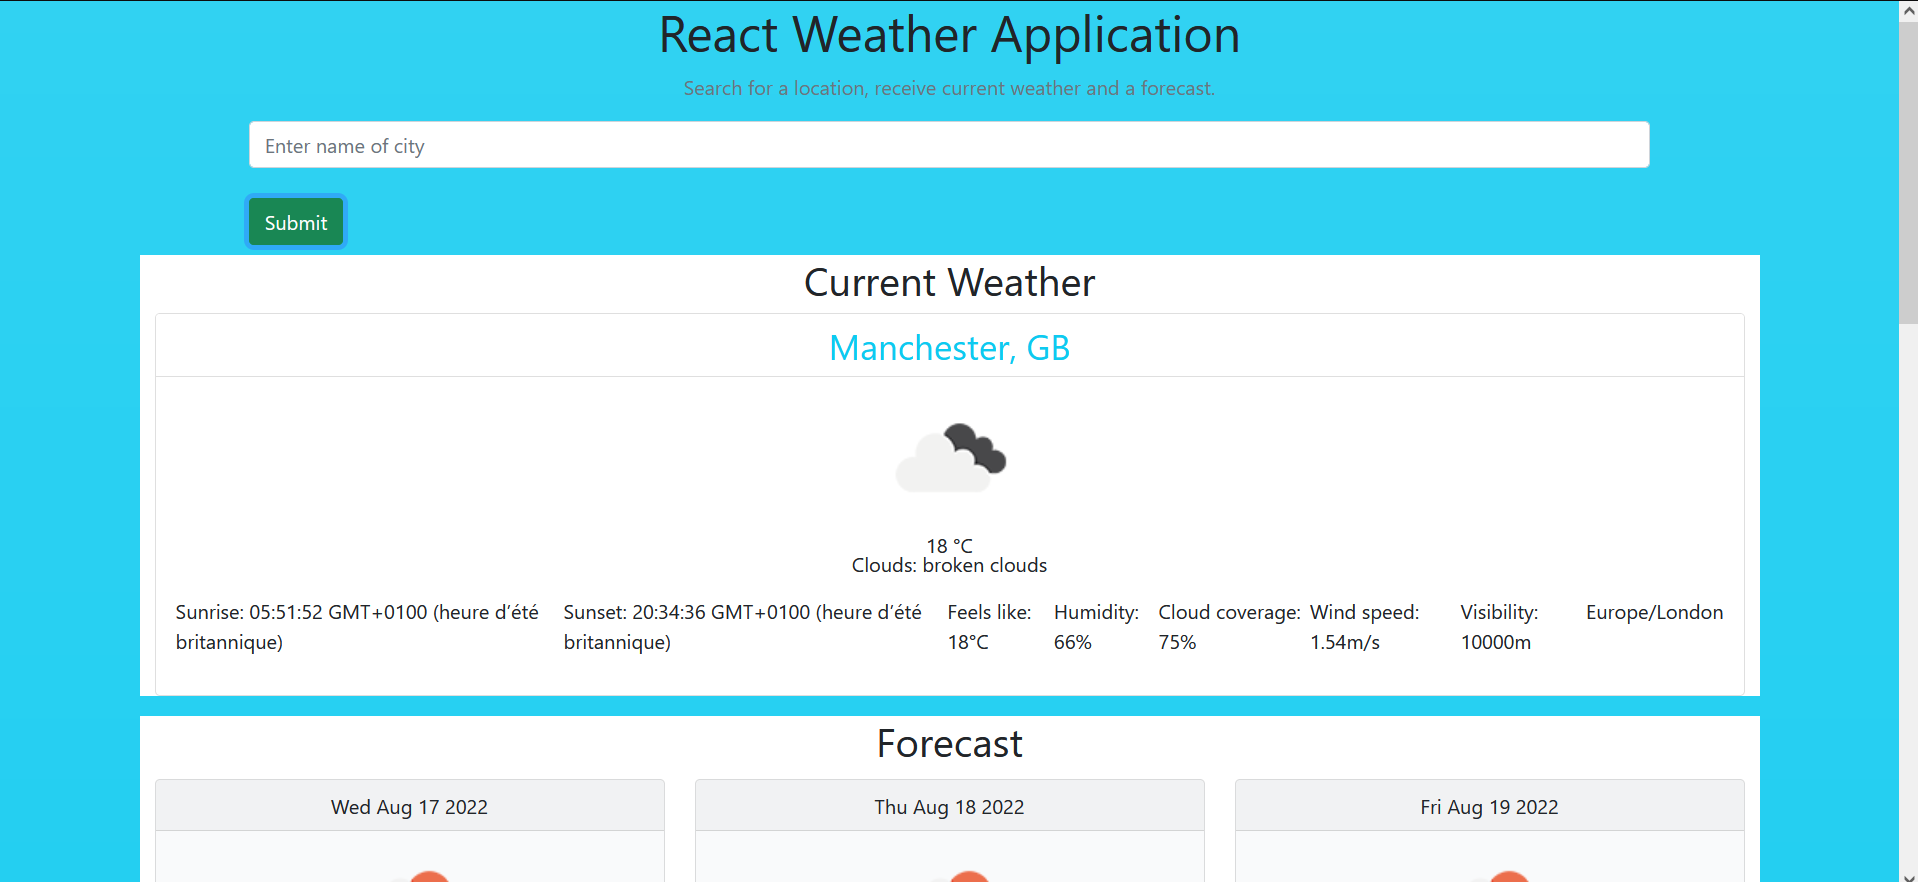 React Weather Application
Search for a location, receive current weather and a forecast.
Enter name of city
Submit
Current Weather
Manchester, GB
18 °C
Clouds: broken clouds
Sunrise: 05:51:52 GMT+0100 (heure d’été
britannique)
Sunset: 20:34:36 GMT+0100 (heure d’été
britannique)
Feels like:
18°C
Humidity:
66%
Cloud coverage:
75%
Wind speed:
1.54m/s
Visibility:
10000m
Europe/London
Forecast
Wed Aug 17 2022
Thu Aug 18 2022
Fri Aug 19 2022